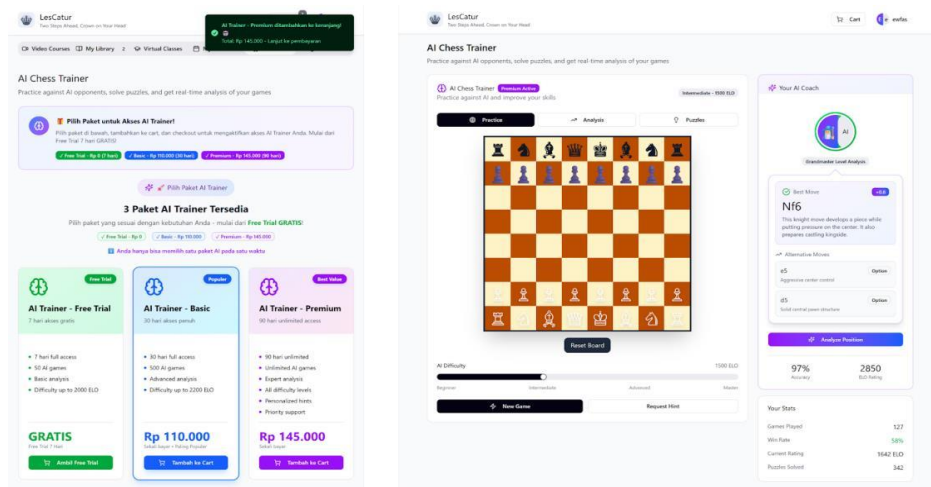 LesCatur
Two Steps Ahead, Crown on Your Head
AI Trainer - Premium ditambahkan ke keranjang!
Total: Rp 145.000 - Lanjut ke pembayaran
Video Courses
My Library 2
Virtual Classes
AI Chess Trainer
Practice against AI opponents, solve puzzles, and get real-time analysis of your games
Pilih Paket untuk Akses AI Trainer!
Pilih paket di bawah, tambahkan ke cart, dan checkout untuk mengaktifkan akses AI Trainer Anda. Mulai dari
Free Trial 7 hari GRATIS!
✓ Free Trial - Rp 0 (7 hari)
✓ Basic - Rp 110.000 (30 hari)
✓ Premium - Rp 145.000 (90 hari)
Pilih Paket AI Trainer
3 Paket AI Trainer Tersedia
Pilih paket yang sesuai dengan kebutuhan Anda - mulai dari Free Trial GRATIS!
✓ Free Trial - Rp 0
✓ Basic - Rp 110.000
✓ Premium - Rp 145.000
Anda hanya bisa memilih satu paket AI pada satu waktu
Free Trial
AI Trainer - Free Trial
7 hari akses gratis
• 7 hari full access
• 50 AI games
• Basic analysis
• Difficulty up to 2000 ELO
GRATIS
Free Trial 7 Hari
Ambil Free Trial
Popular
AI Trainer - Basic
30 hari akses penuh
• 30 hari full access
• 500 AI games
• Advanced analysis
• Difficulty up to 2200 ELO
Rp 110.000
Sekali bayar • Paling Populer
Tambah ke Cart
Best Value
AI Trainer - Premium
90 hari unlimited access
• 90 hari unlimited
• Unlimited AI games
• Expert analysis
• All difficulty levels
• Personalized hints
• Priority support
Rp 145.000
Sekali bayar
Tambah ke Cart
LesCatur
Two Steps Ahead, Crown on Your Head
Cart
e ewfas
AI Chess Trainer
Practice against AI opponents, solve puzzles, and get real-time analysis of your games
AI Chess Trainer
Premium Active
Practice against AI and improve your skills
Intermediate - 1500 ELO
Practice
Analysis
Puzzles
Reset Board
AI Difficulty
1500 ELO
Beginner
Intermediate
Advanced
Master
New Game
Request Hint
Your AI Coach
AI
Grandmaster Level Analysis
Best Move
Nf6
This knight move develops a piece while
putting pressure on the center. It also
prepares castling kingside.
Alternative Moves
e5
Option
Aggressive center control
d5
Option
Solid central pawn structure
Analyze Position
97%
Accuracy
2850
ELO Rating
Your Stats
Games Played 127
Win Rate 58%
Current Rating 1642 ELO
Puzzles Solved 342